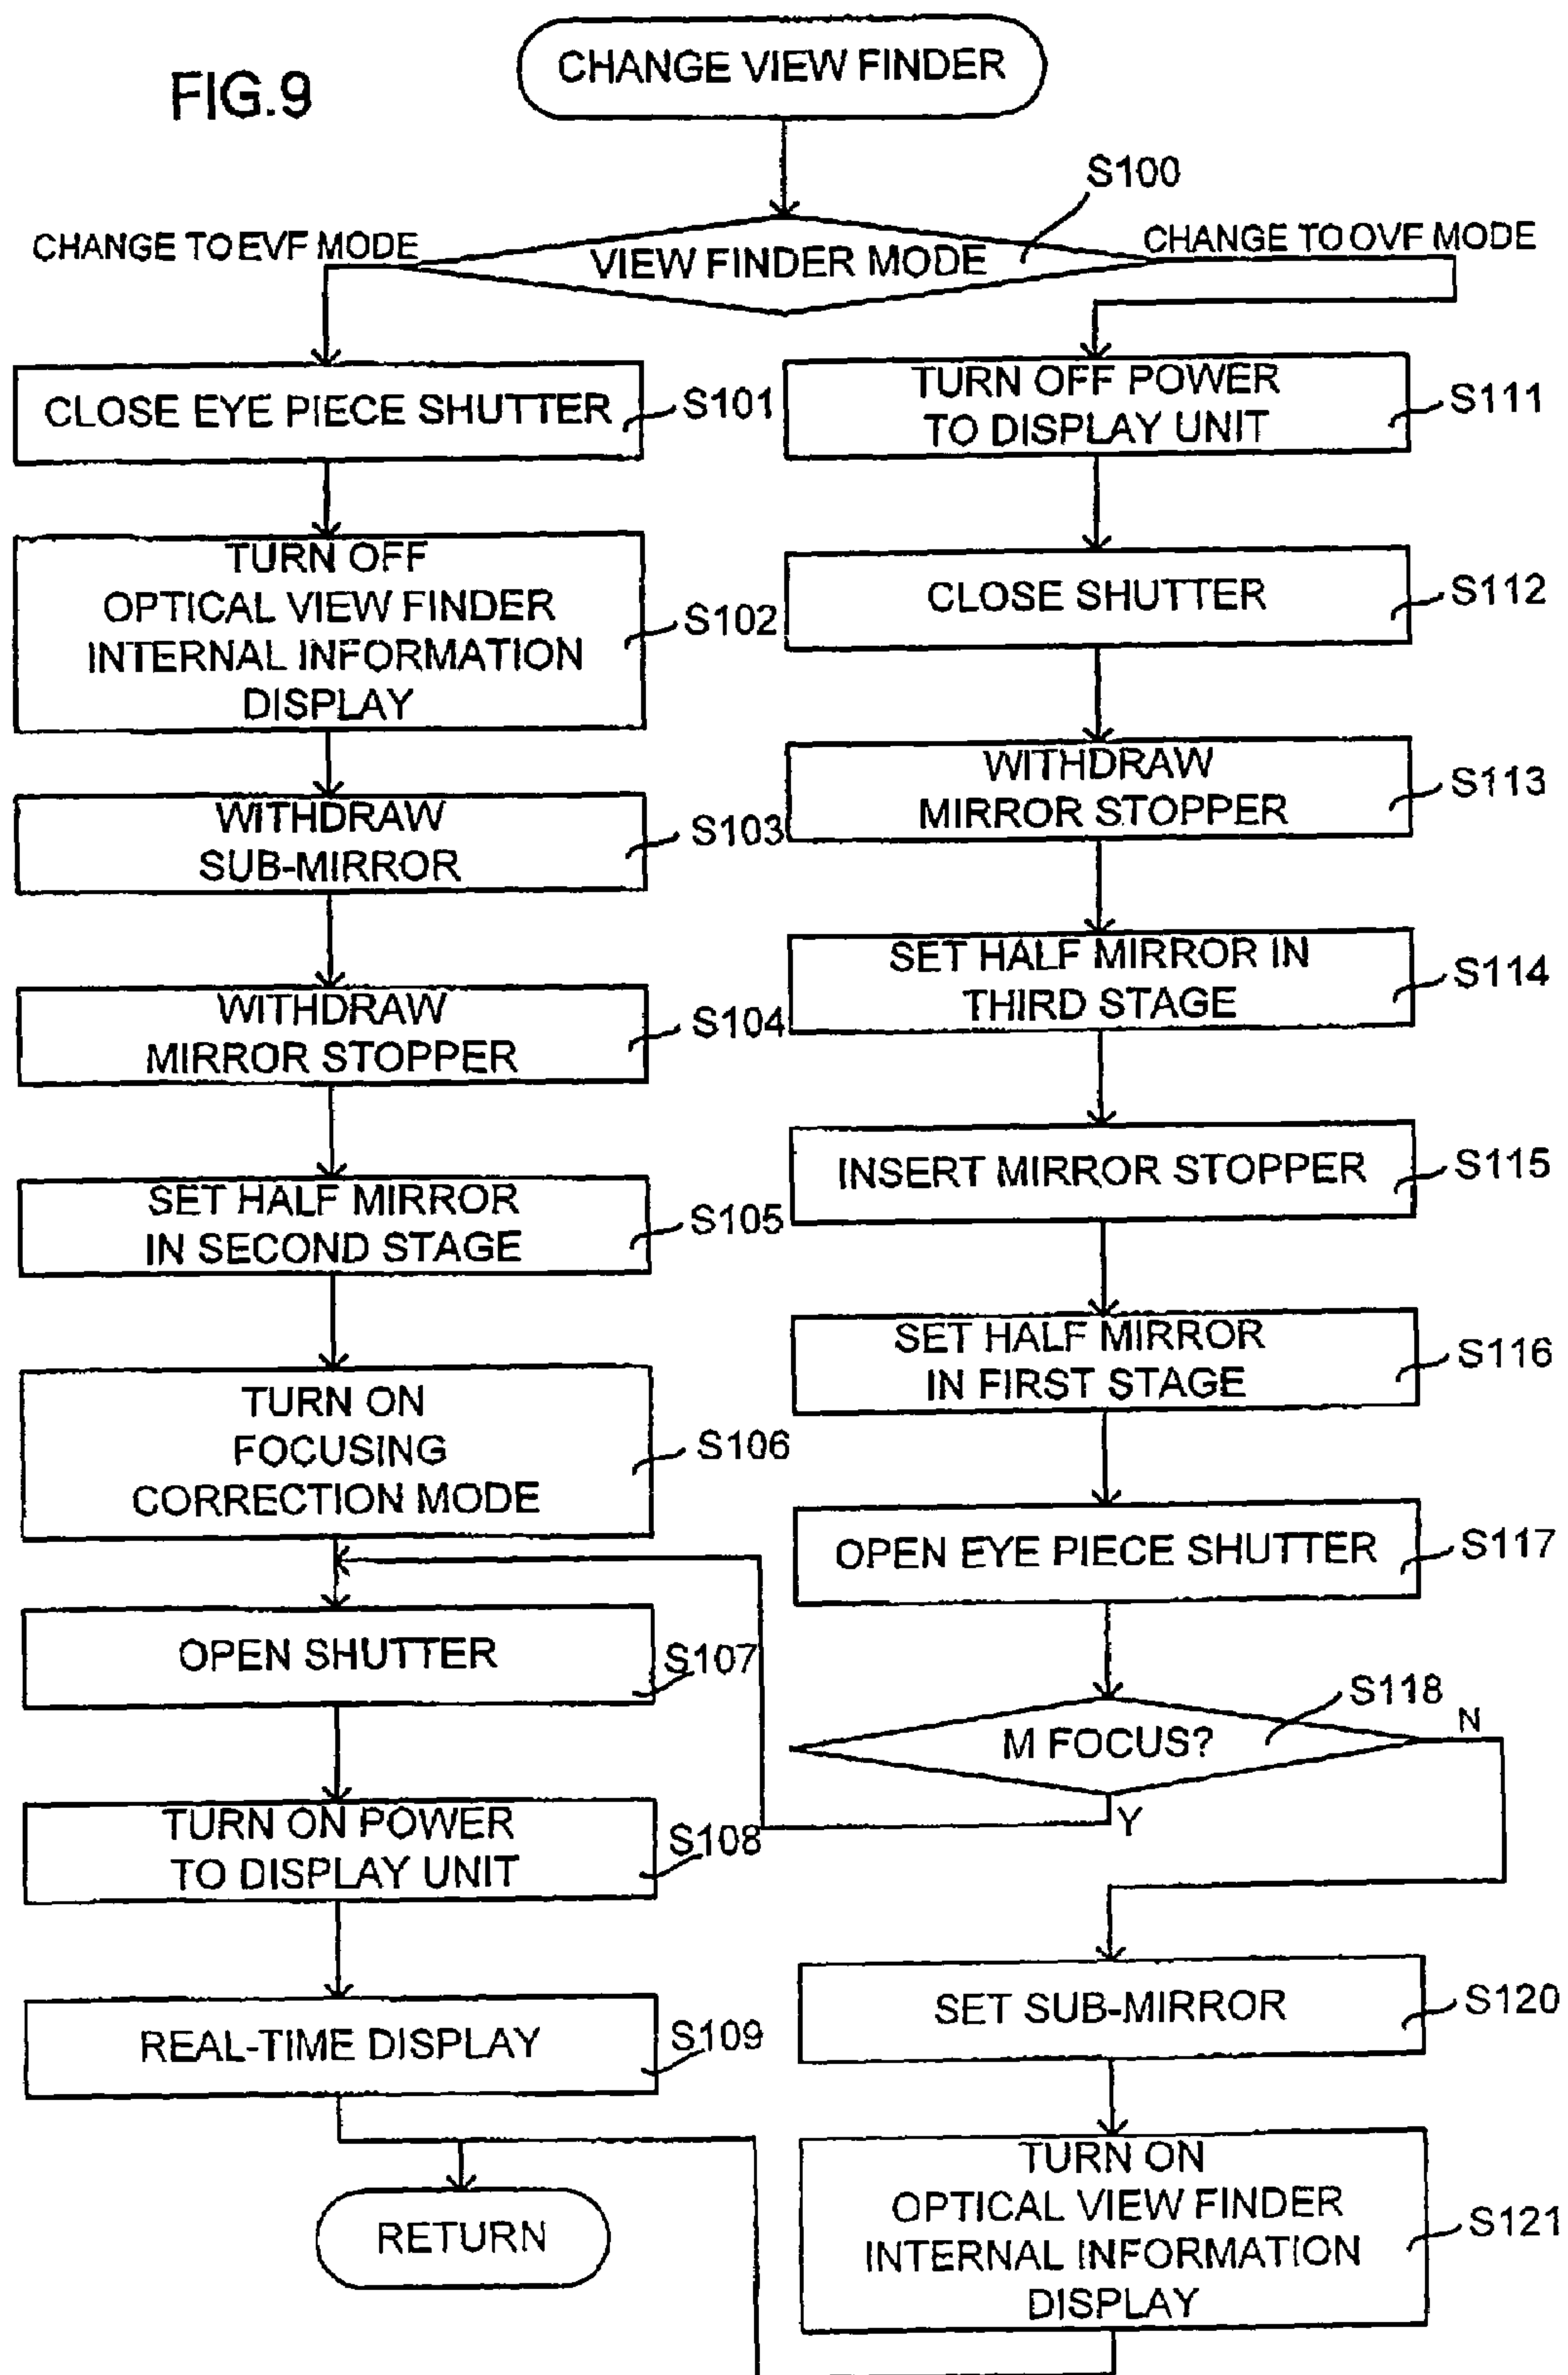 FIG.9
CHANGE VIEW FINDER
S100
CHANGE TO EVF MODE
VIEW FINDER MODE
CHANGE TO OVF MODE
CLOSE EYE PIECE SHUTTER
S101
TURN OFF
OPTICAL VIEW FINDER
INTERNAL INFORMATION
DISPLAY
S102
WITHDRAW
SUB-MIRROR
S103
WITHDRAW
MIRROR STOPPER
S104
SET HALF MIRROR
IN SECOND STAGE
S105
TURN ON
FOCUSING
CORRECTION MODE
S106
OPEN SHUTTER
S107
TURN ON POWER
TO DISPLAY UNIT
S108
REAL-TIME DISPLAY
S109
RETURN
TURN OFF POWER
TO DISPLAY UNIT
S111
CLOSE SHUTTER
S112
WITHDRAW
MIRROR STOPPER
S113
SET HALF MIRROR IN
THIRD STAGE
S114
INSERT MIRROR STOPPER
S115
SET HALF MIRROR
IN FIRST STAGE
S116
OPEN EYE PIECE SHUTTER
S117
M FOCUS?
S118
N
Y
SET SUB-MIRROR
S120
TURN ON
OPTICAL VIEW FINDER
INTERNAL INFORMATION
DISPLAY
S121